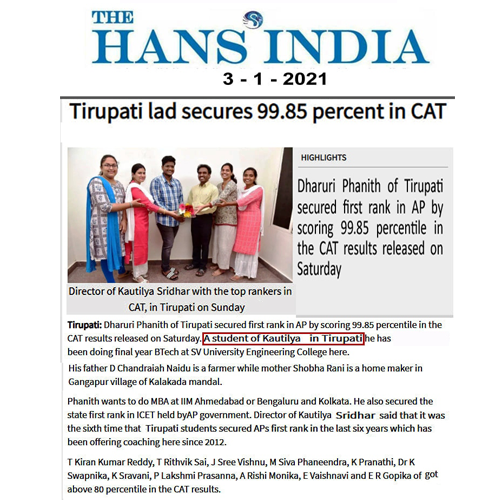 THE
HANS INDIA
3 - 1 - 2021
Tirupati lad secures 99.85 percent in CAT
HIGHLIGHTS
Dharuri Phanith of Tirupati
secured first rank in AP by
scoring 99.85 percentile in
the CAT results released on
Saturday
Director of Kautilya Sridhar with the top rankers in
CAT, in Tirupati on Sunday
Tirupati: Dharuri Phanith of Tirupati secured first rank in AP by scoring 99.85 percentile in the
CAT results released on Saturday. A student of Kautilya in Tirupati he has
been doing final year BTech at SV University Engineering College here.
His father D Chandraiah Naidu is a farmer while mother Shobha Rani is a home maker in
Gangapur village of Kalakada mandal.
Phanith wants to do MBA at IIM Ahmedabad or Bengaluru and Kolkata. He also secured the
state first rank in ICET held byAP government. Director of Kautilya Sridhar said that it was
the sixth time that Tirupati students secured APs first rank in the last six years which has
been offering coaching here since 2012.
T Kiran Kumar Reddy, T Rithvik Sai, J Sree Vishnu, M Siva Phaneendra, K Pranathi, Dr K
Swapnika, K Sravani, P Lakshmi Prasanna, A Rishi Monika, E Vaishnavi and E R Gopika of got
above 80 percentile in the CAT results.